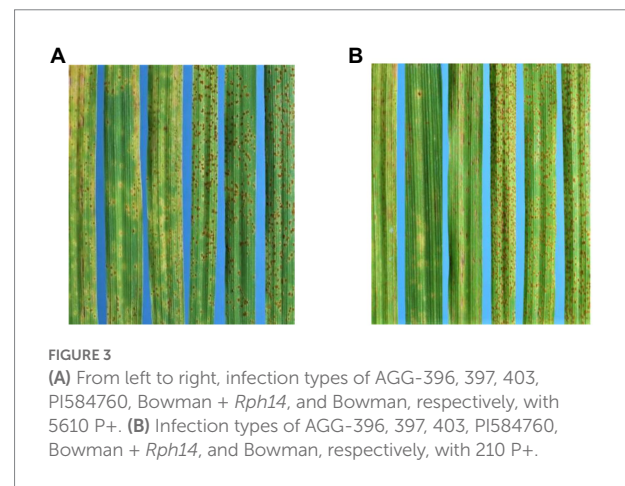 A
B
FIGURE 3
(A) From left to right, infection types of AGG-396, 397, 403,
PI584760, Bowman + Rph14, and Bowman, respectively, with
5610 P+. (B) Infection types of AGG-396, 397, 403, PI584760,
Bowman + Rph14, and Bowman, respectively, with 210 P+.